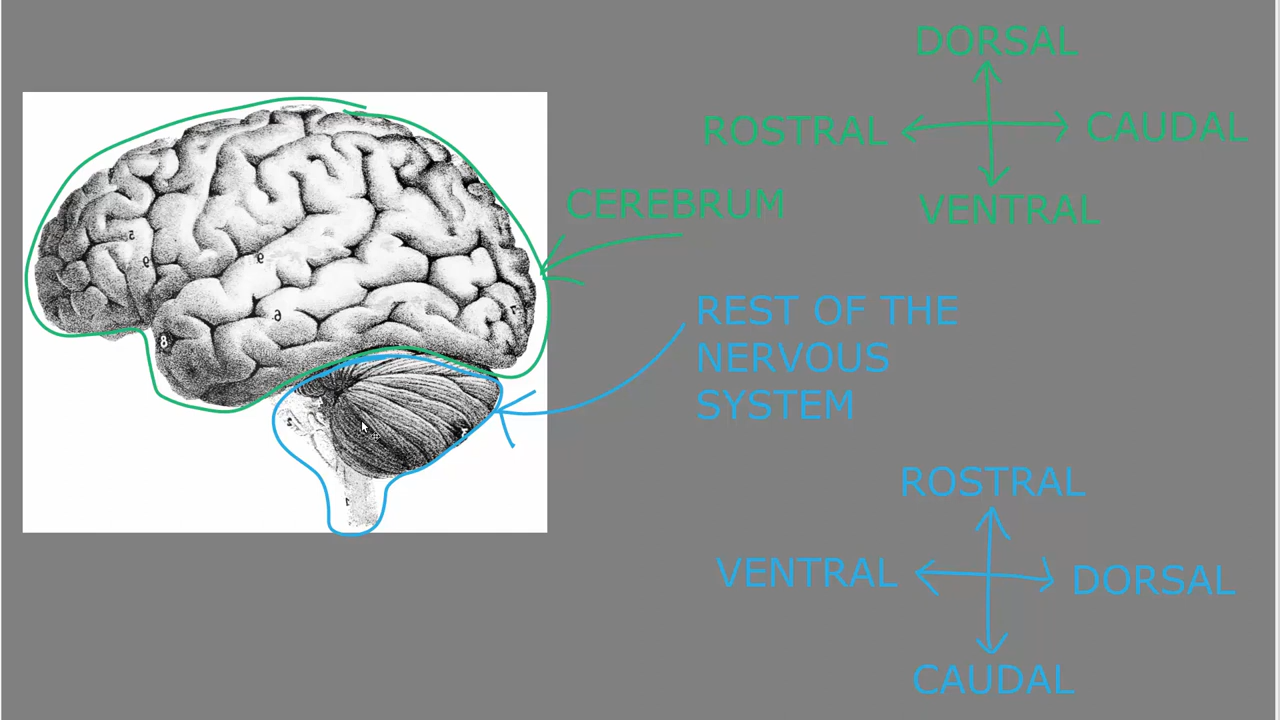 DORSAL
ROSTRAL
CAUDAL
VENTRAL
CEREBRUM
REST OF THE
NERVOUS
SYSTEM
ROSTRAL
VENTRAL
DORSAL
CAUDAL